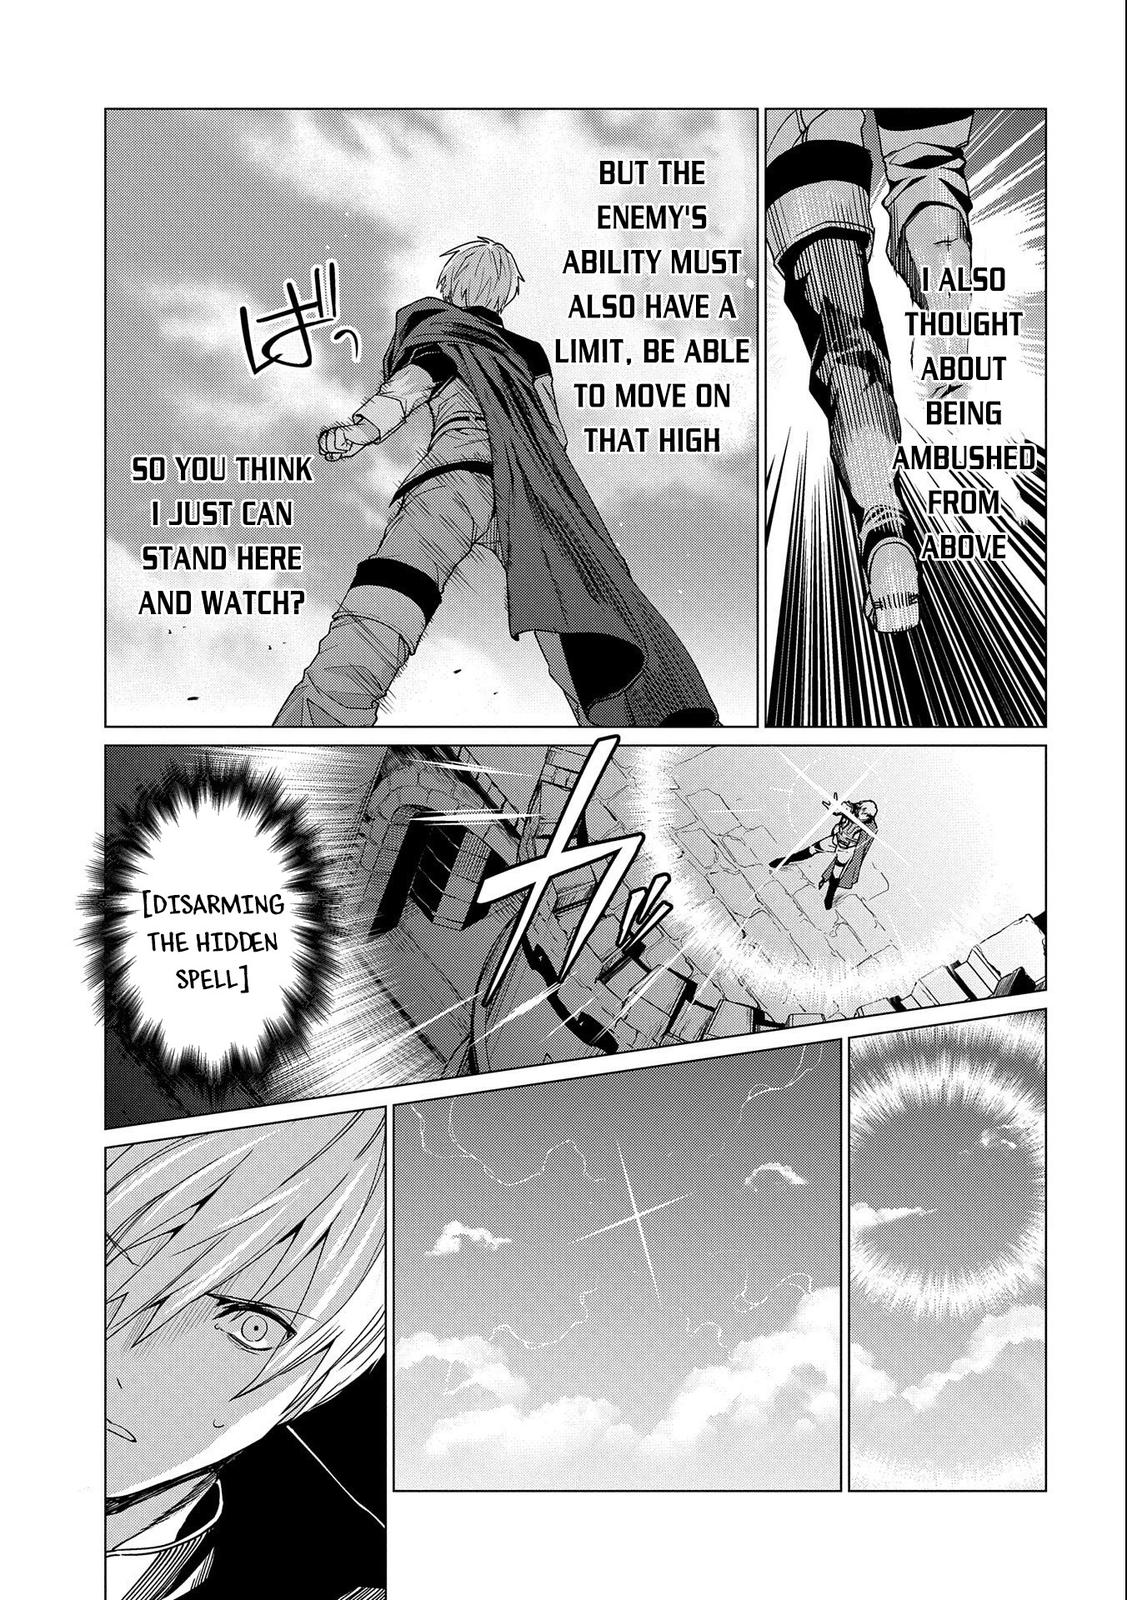 I ALSO
THOUGHT
ABOUT
BEING
AMBUSHED
FROM
ABOVE
BUT THE
ENEMY'S
ABILITY MUST
ALSO HAVE A
LIMIT, BE ABLE
TO MOVE ON
THAT HIGH
ばっ
SO YOU THINK
I JUST CAN
STAND HERE
AND WATCH?
カッ
[DISARMING
THE HIDDEN
SPELL]